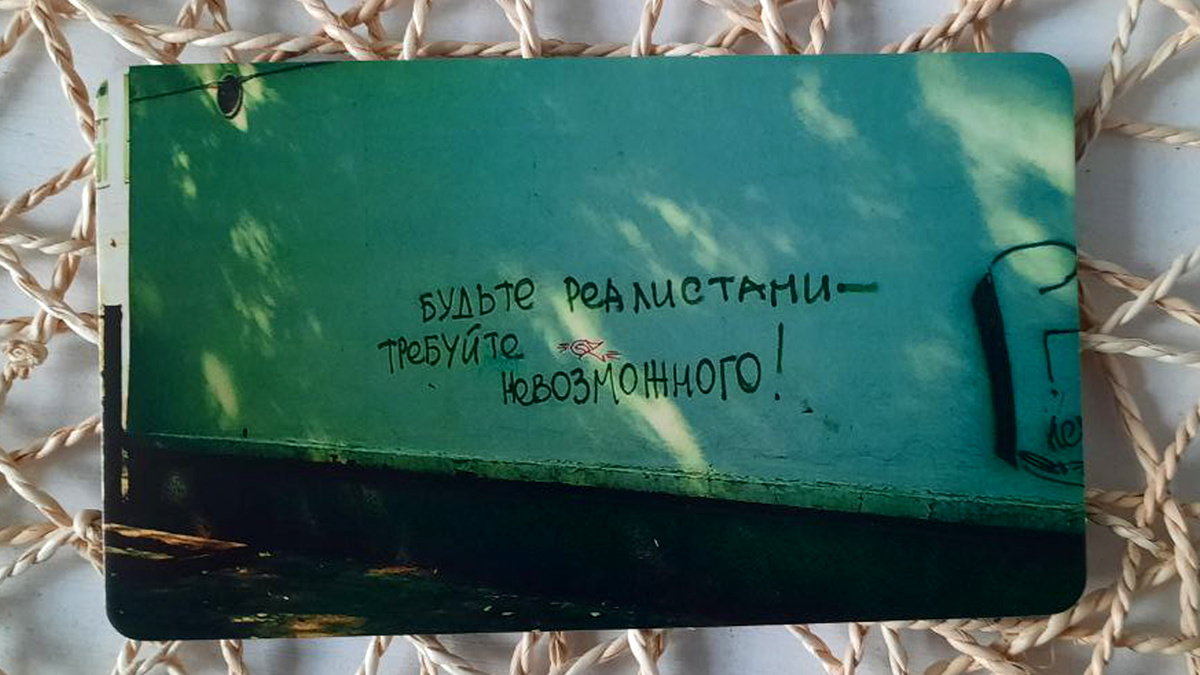 Будьте реалистами—
требуйте
невозможного!